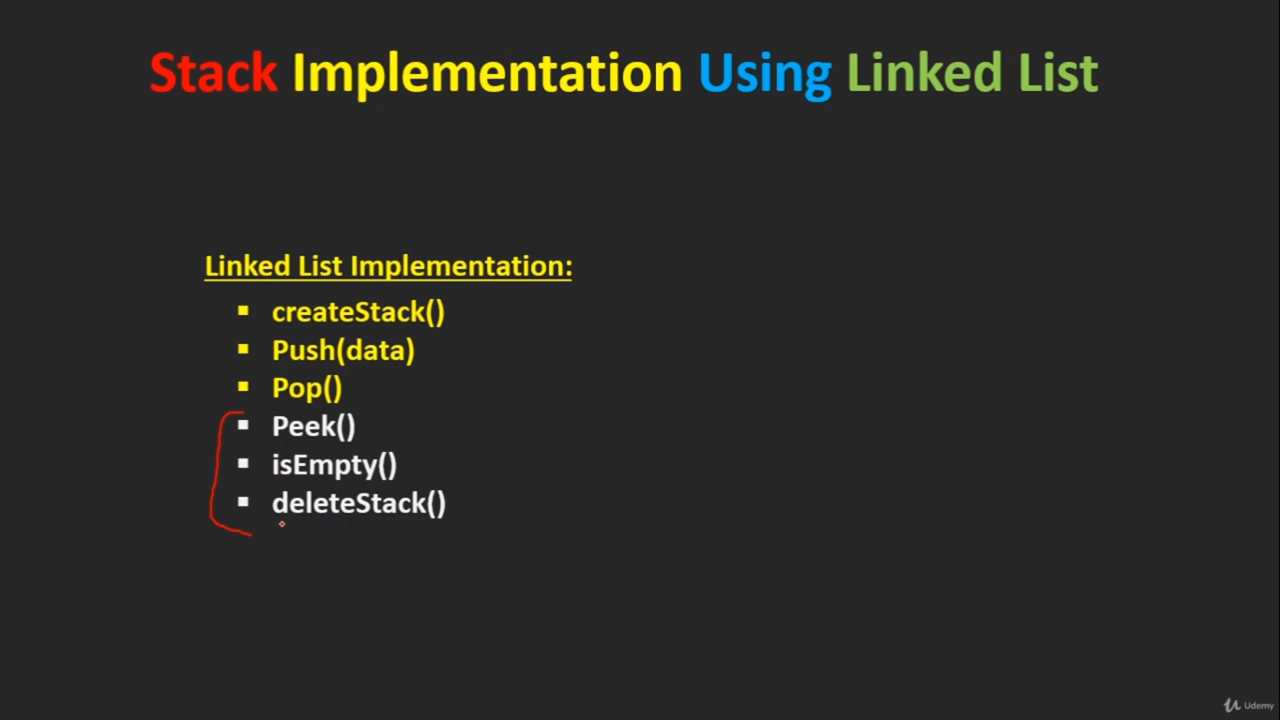 Stack Implementation Using Linked List
Linked List Implementation:
▪ createStack()
▪ Push(data)
▪ Pop()
▪ Peek()
▪ isEmpty()
▪ deleteStack()
Udemy